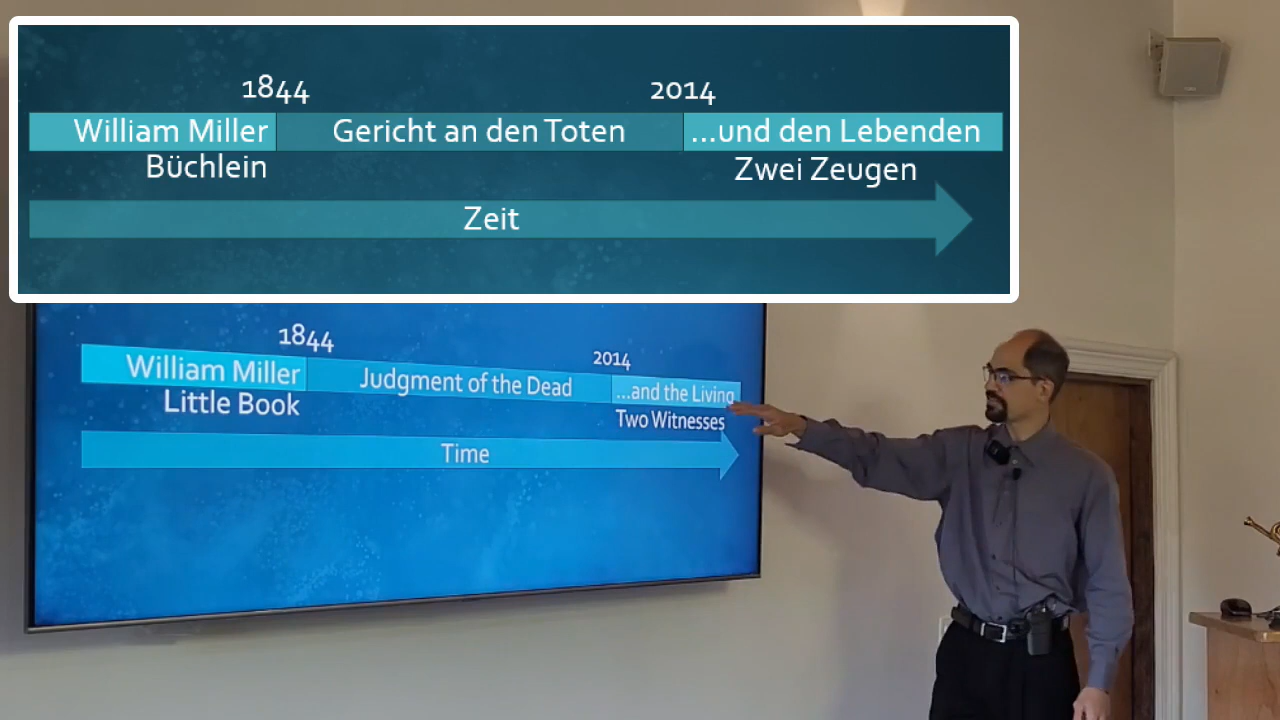 1844
2014
William Miller
Gericht an den Toten
...und den Lebenden
Büchlein
Zwei Zeugen
Zeit
1844
2014
William Miller
Judgment of the Dead
...and the Living
Little Book
Two Witnesses
Time